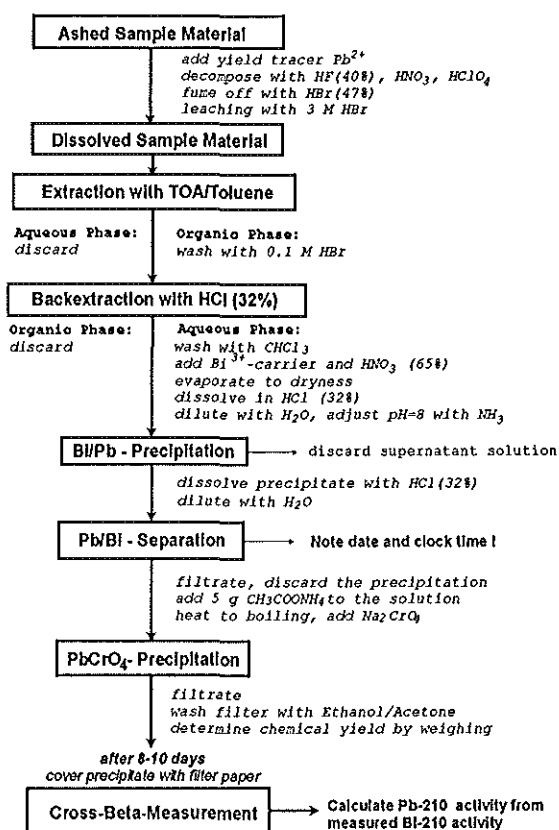 Ashed Sample Material
add yield tracer Pb²⁺
decompose with HF(40%), HNO₃, HClO₄
fume off with HBr(47%)
leaching with 3 M HBr
Dissolved Sample Material
Extraction with TOA/Toluene
Aqueous Phase:
discard
Organic Phase:
wash with 0.1 M HBr
Backextraction with HCl (32%)
Organic Phase:
discard
Aqueous Phase:
wash with CHCl₃
add Bi³⁺-carrier and HNO₃ (65%)
evaporate to dryness
dissolve in HCl (32%)
dilute with H₂O, adjust pH=8 with NH₃
Bi/Pb - Precipitation
discard supernatant solution
dissolve precipitate with HCl(32%)
dilute with H₂O
Pb/Bi - Separation
Note date and clock time !
filtrate, discard the precipitation
add 5 g CH3COONH₄ to the solution
heat to boiling, add Na₂CrO₄
PbCrO₄- Precipitation
filtrate
wash filter with Ethanol/Acetone
determine chemical yield by weighing
after 8-10 days
cover precipitate with filter paper
Cross-Beta-Measurement
Calculate Pb-210 activity from
measured Bi-210 activity